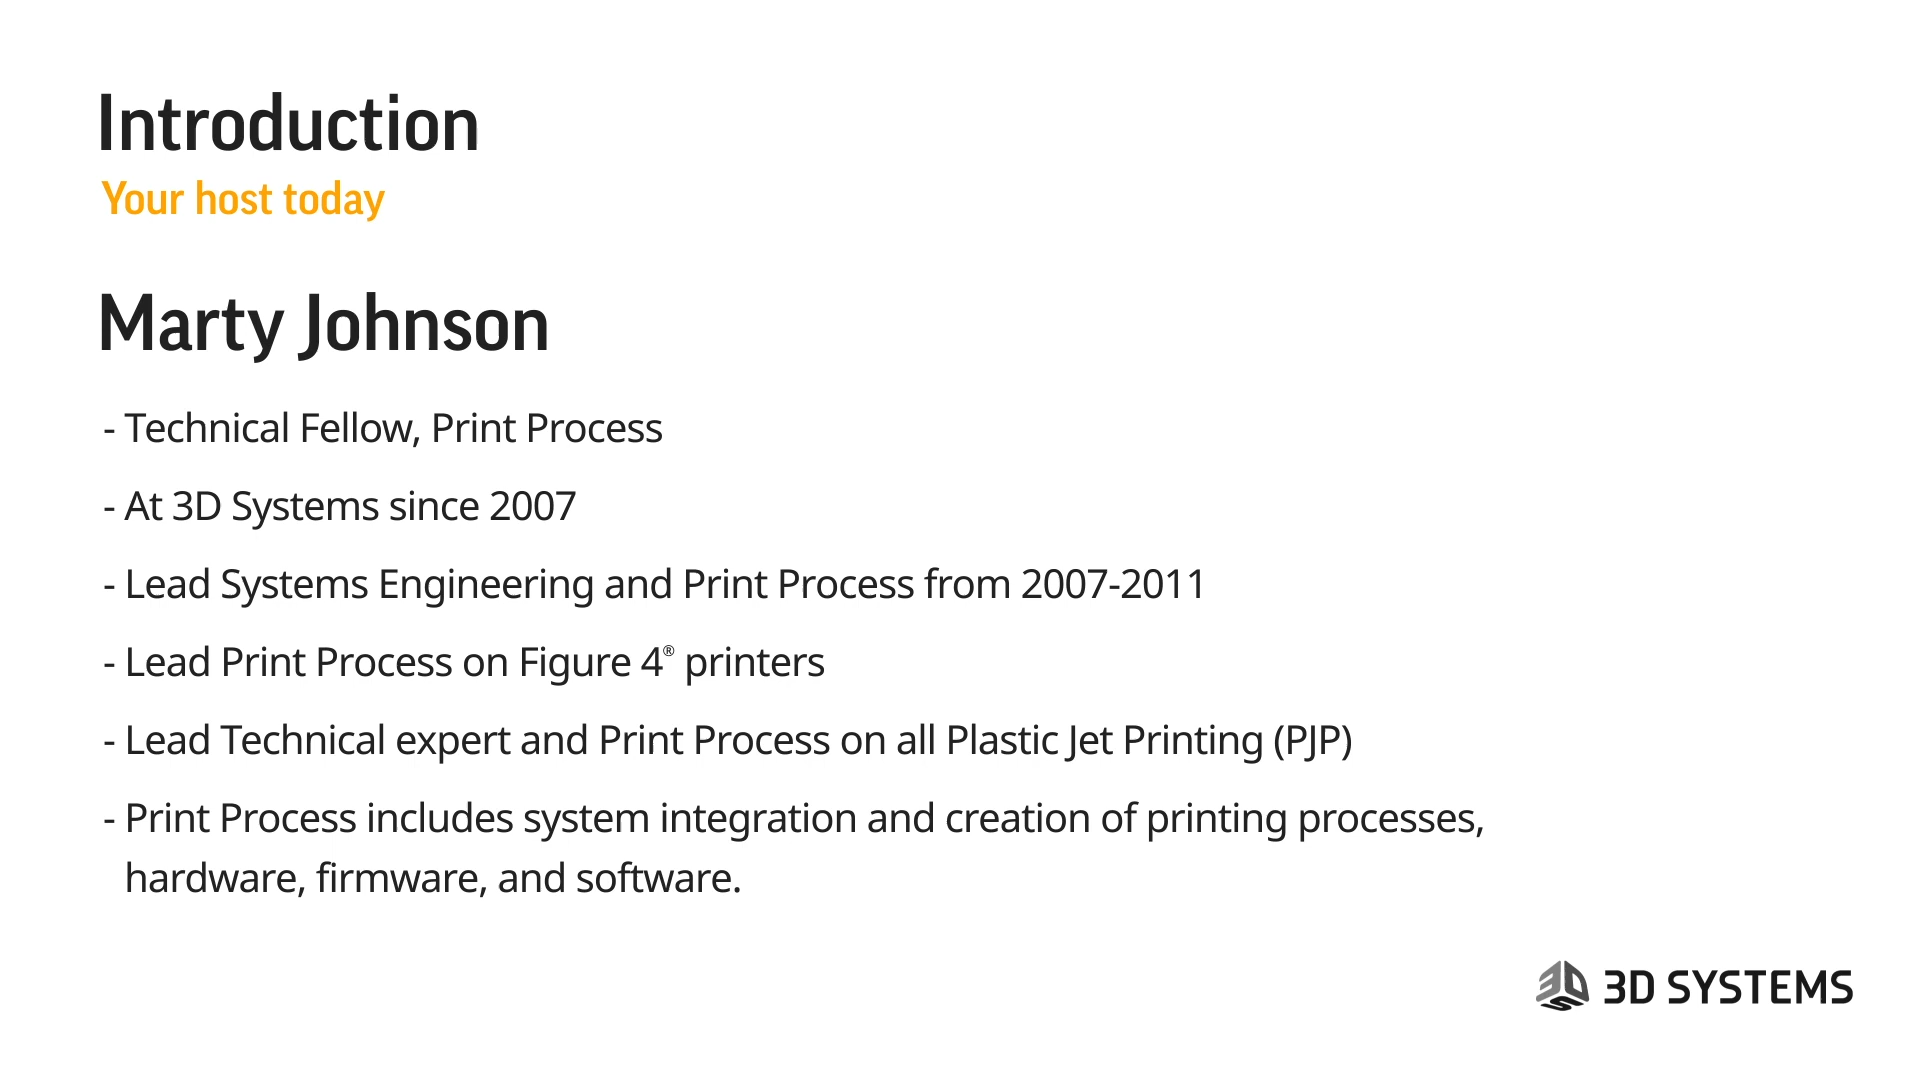 Introduction
Your host today
Marty Johnson
- Technical Fellow, Print Process
- At 3D Systems since 2007
- Lead Systems Engineering and Print Process from 2007-2011
- Lead Print Process on Figure 4® printers
- Lead Technical expert and Print Process on all Plastic Jet Printing (PJP)
- Print Process includes system integration and creation of printing processes,
hardware, firmware, and software.
3DS 3D SYSTEMS